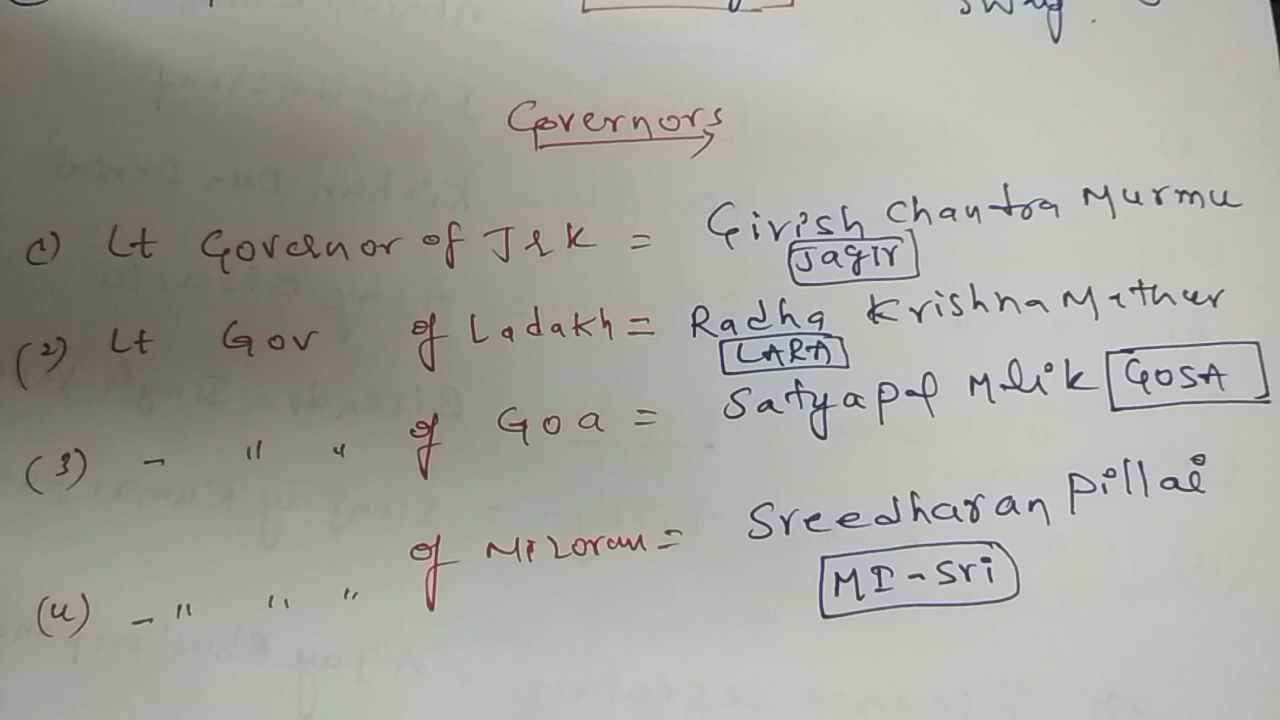 swag.
Governors
(1) Lt Governor of J&K = Girish Chandra Murmu
Jagir
(2) Lt Gov of Ladakh = Radha Krishna Mathur
LARA
(3) - " " of Goa = Satyapal Malik GOSA
(4) - " " " of Mizoram = Sreedharan Pillai
MI-Sri